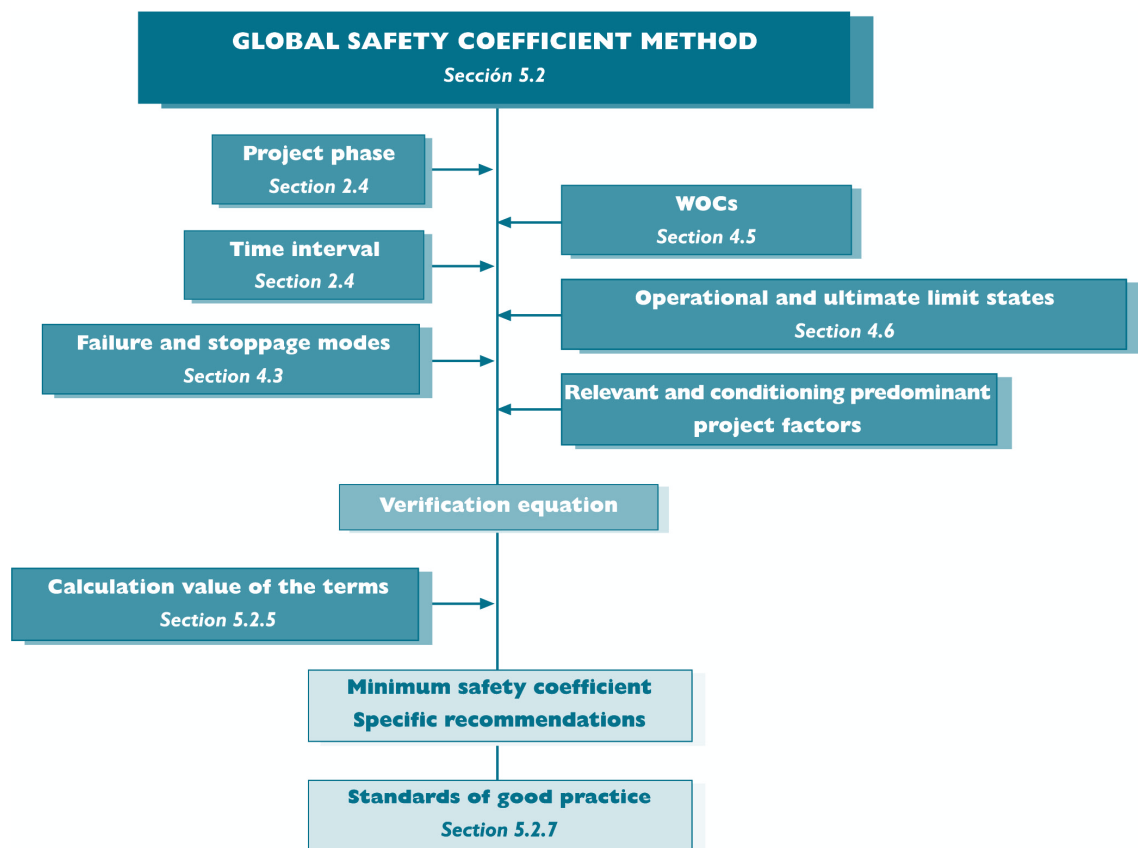 GLOBAL SAFETY COEFFICIENT METHOD
Sección 5.2
Project phase
Section 2.4
WOCs
Section 4.5
Time interval
Section 2.4
Operational and ultimate limit states
Section 4.6
Failure and stoppage modes
Section 4.3
Relevant and conditioning predominant
project factors
Verification equation
Calculation value of the terms
Section 5.2.5
Minimum safety coefficient
Specific recommendations
Standards of good practice
Section 5.2.7